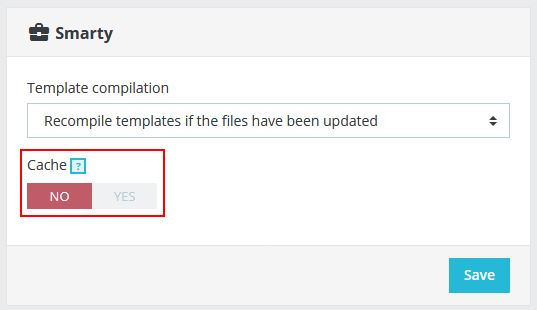 Smarty
Template compilation
Recompile templates if the files have been updated
Cache ?
NO YES
Save